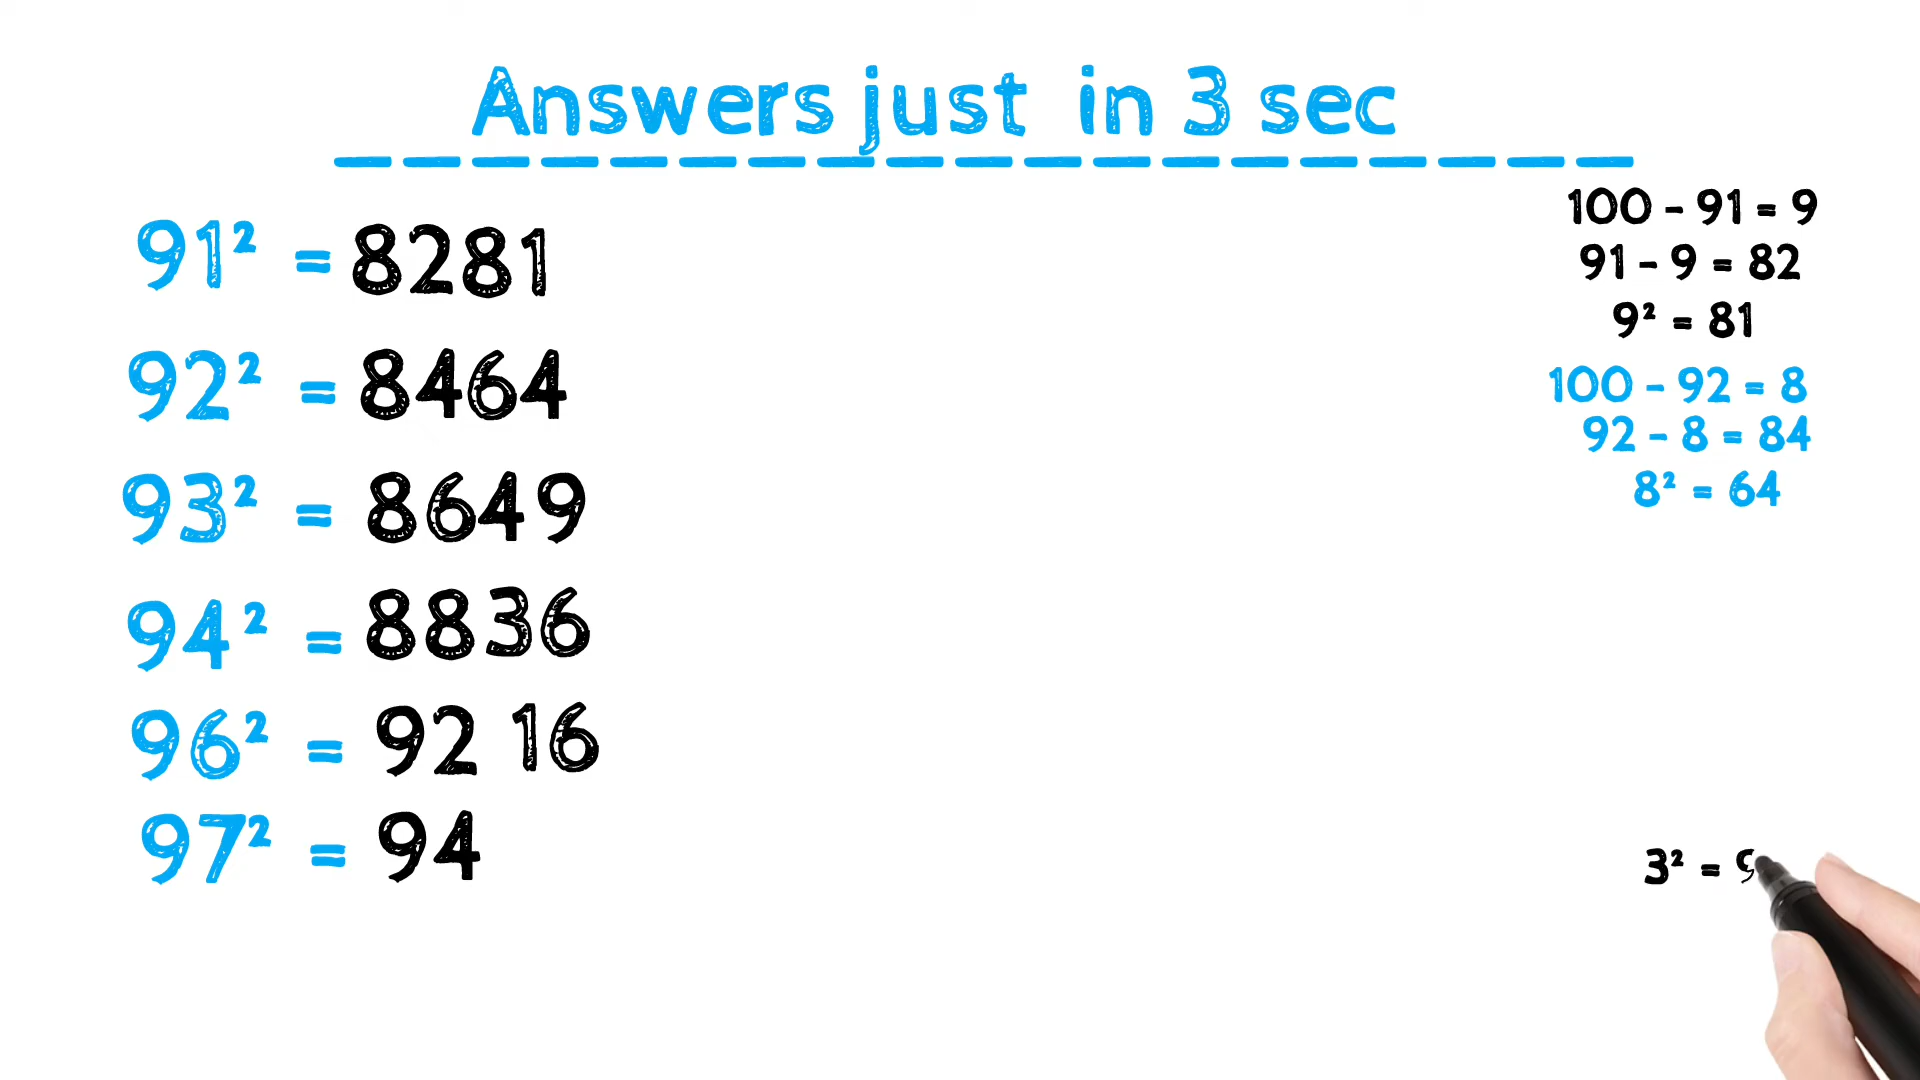 Answers just in 3 sec
91² = 8281
92² = 8464
93² = 8649
94² = 8836
96² = 92 16
97² = 94
100 - 91 = 9
91 - 9 = 82
9² = 81
100 - 92 = 8
92 - 8 = 84
8² = 64
3² =